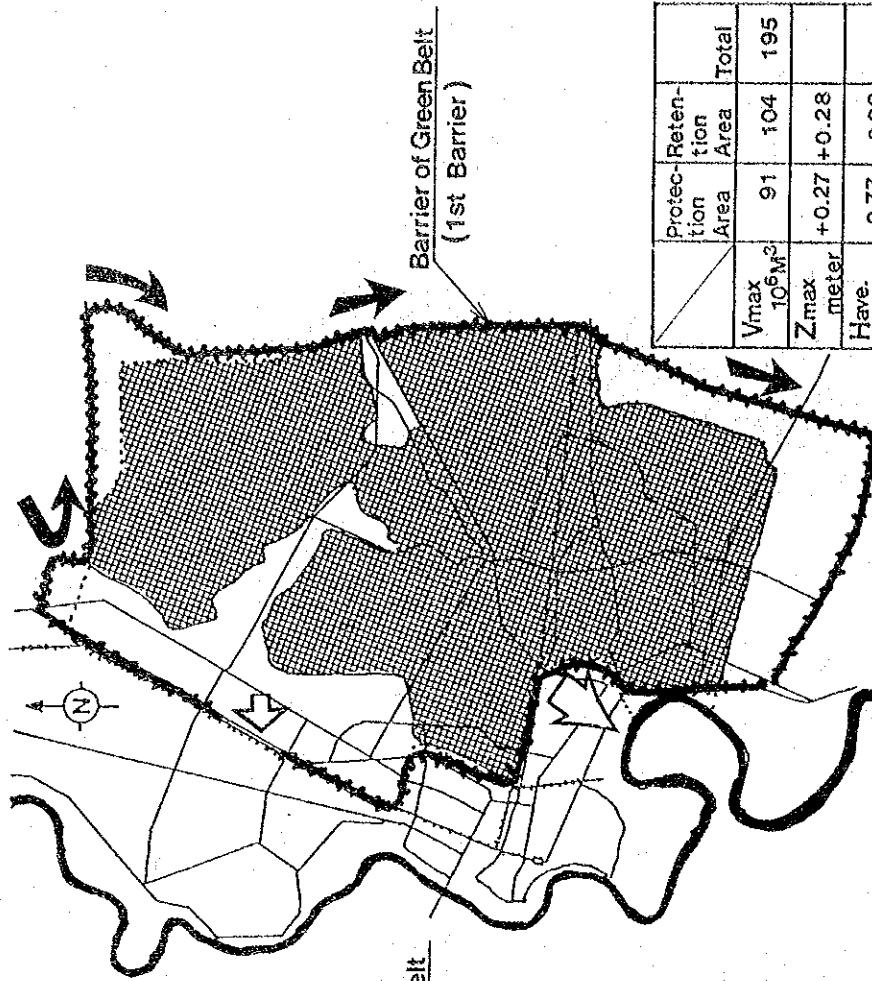 N
Barrier of Green Belt
(1st Barrier)
elt
Protec- Reten-
tion tion
Area Area Total
Vmax 91 104 195
10⁶M³
Zmax +0.27 +0.28
meter
Have.